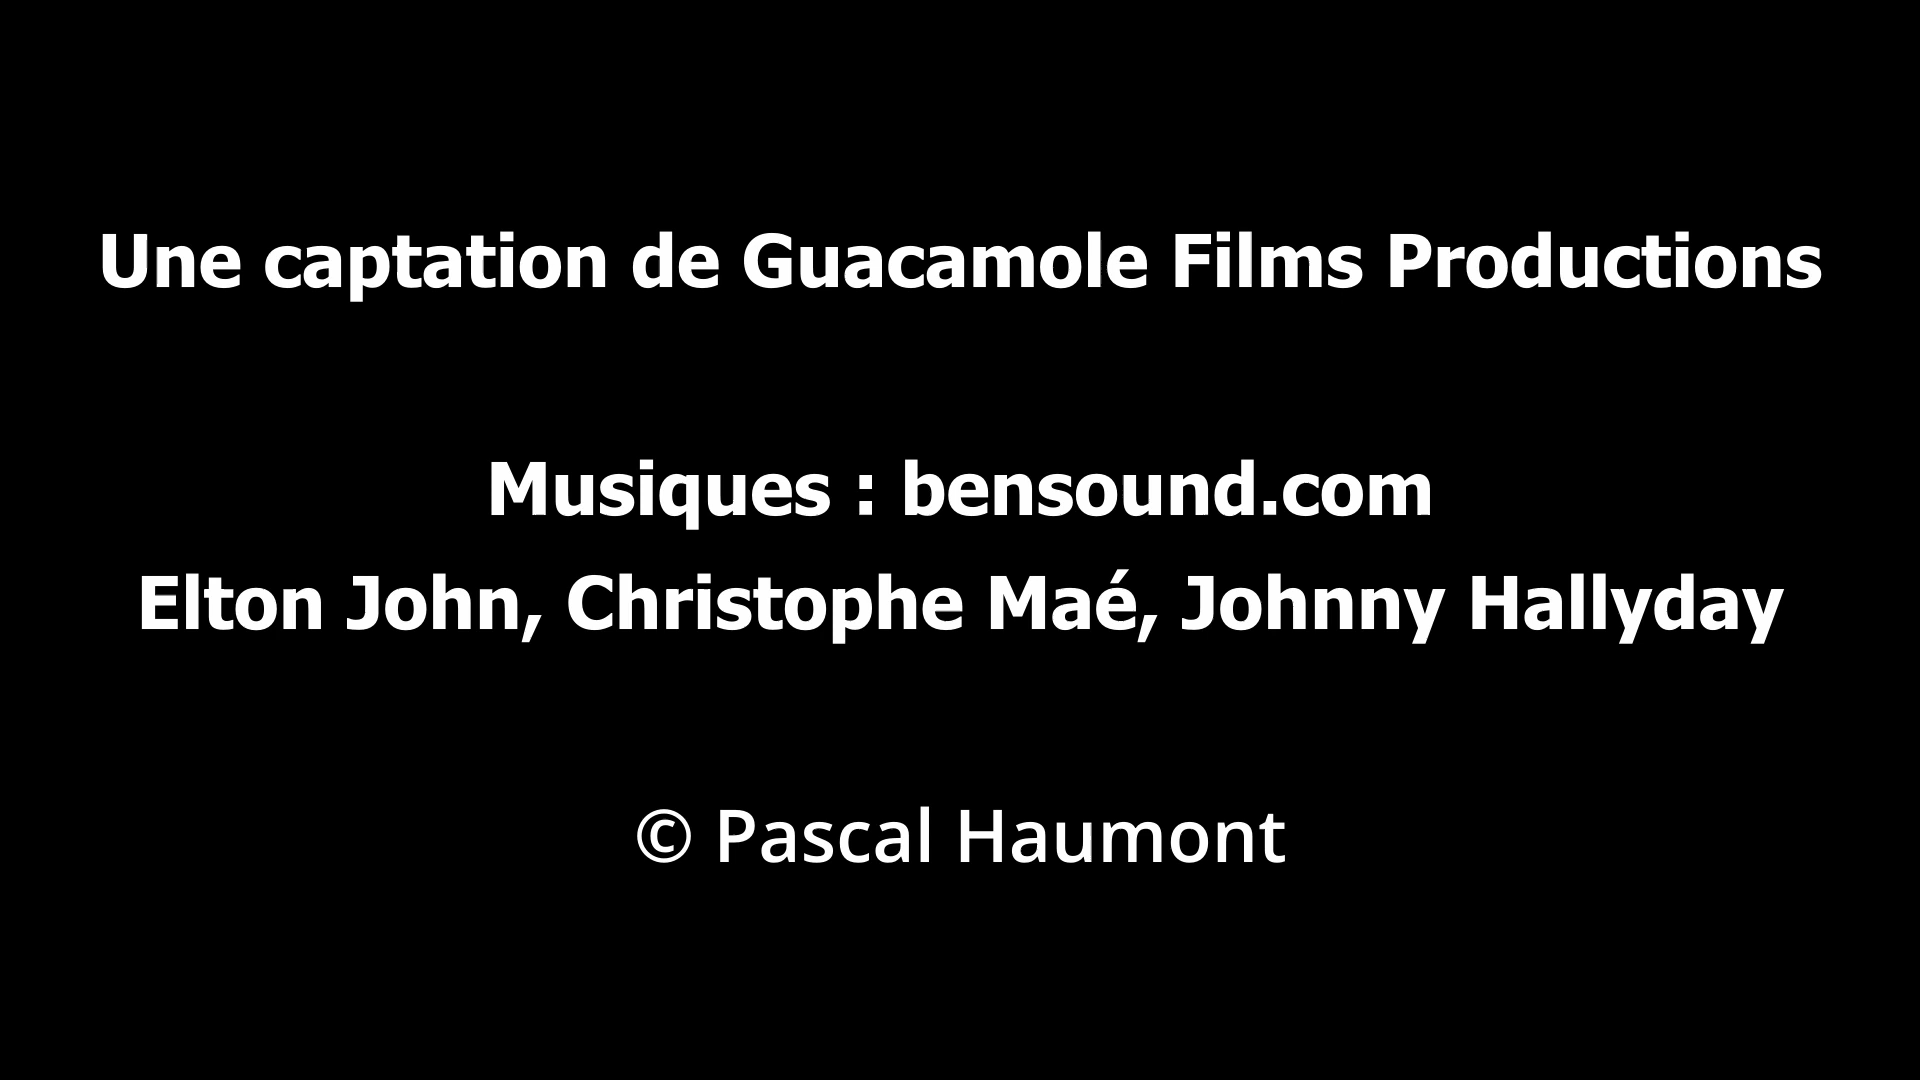 Une captation de Guacamole Films Productions
Musiques : bensound.com
Elton John, Christophe Maé, Johnny Hallyday
© Pascal Haumont